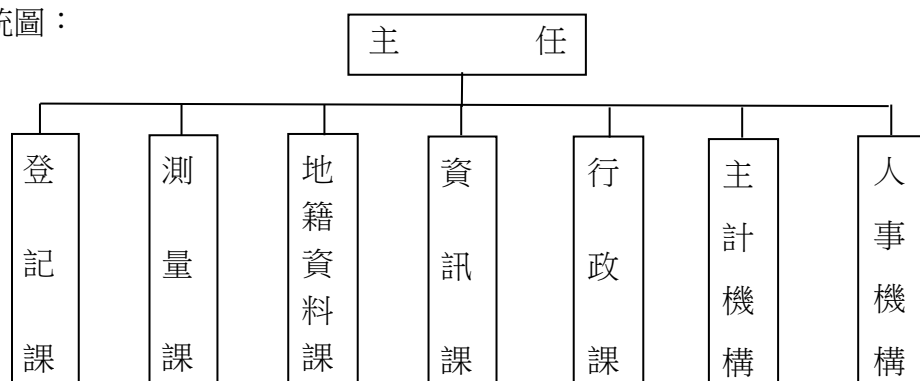 統圖：
主 任
登記課
測量課
地籍資料課
資訊課
行政課
主計機構
人事機構